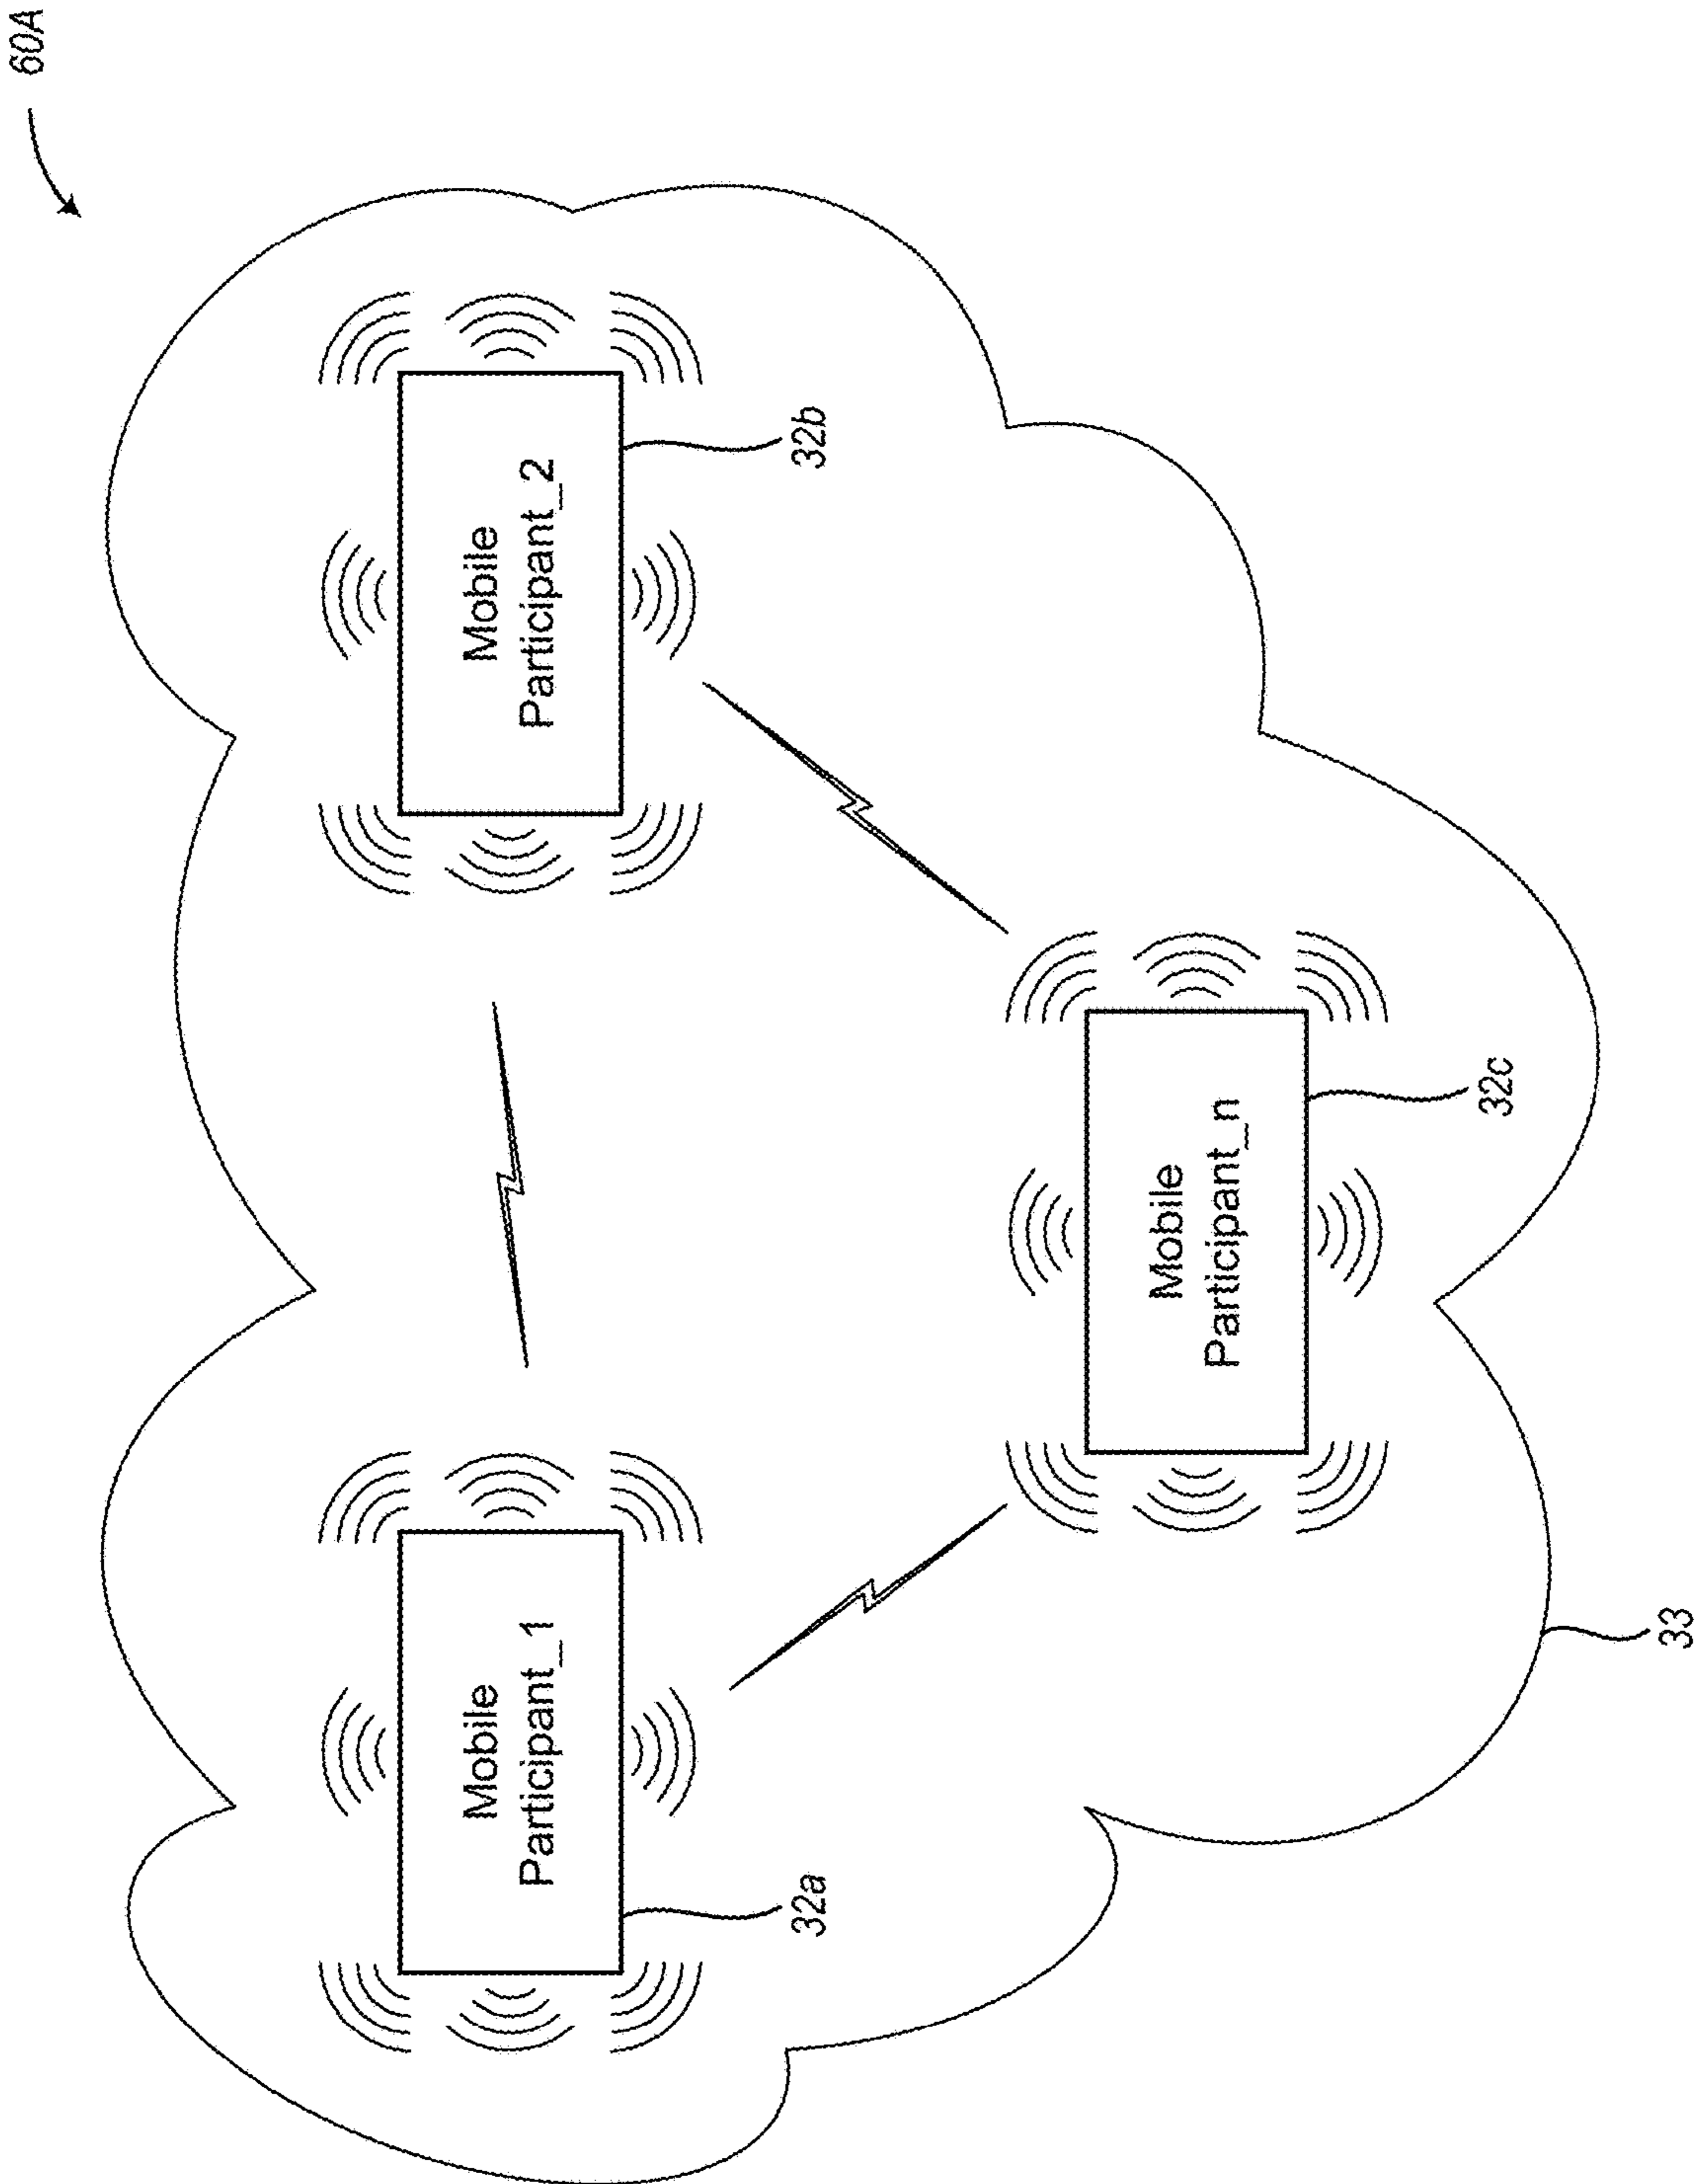 60A
Mobile
Participant_1
32a
Mobile
Participant_2
32b
Mobile
Participant_n
32c
33